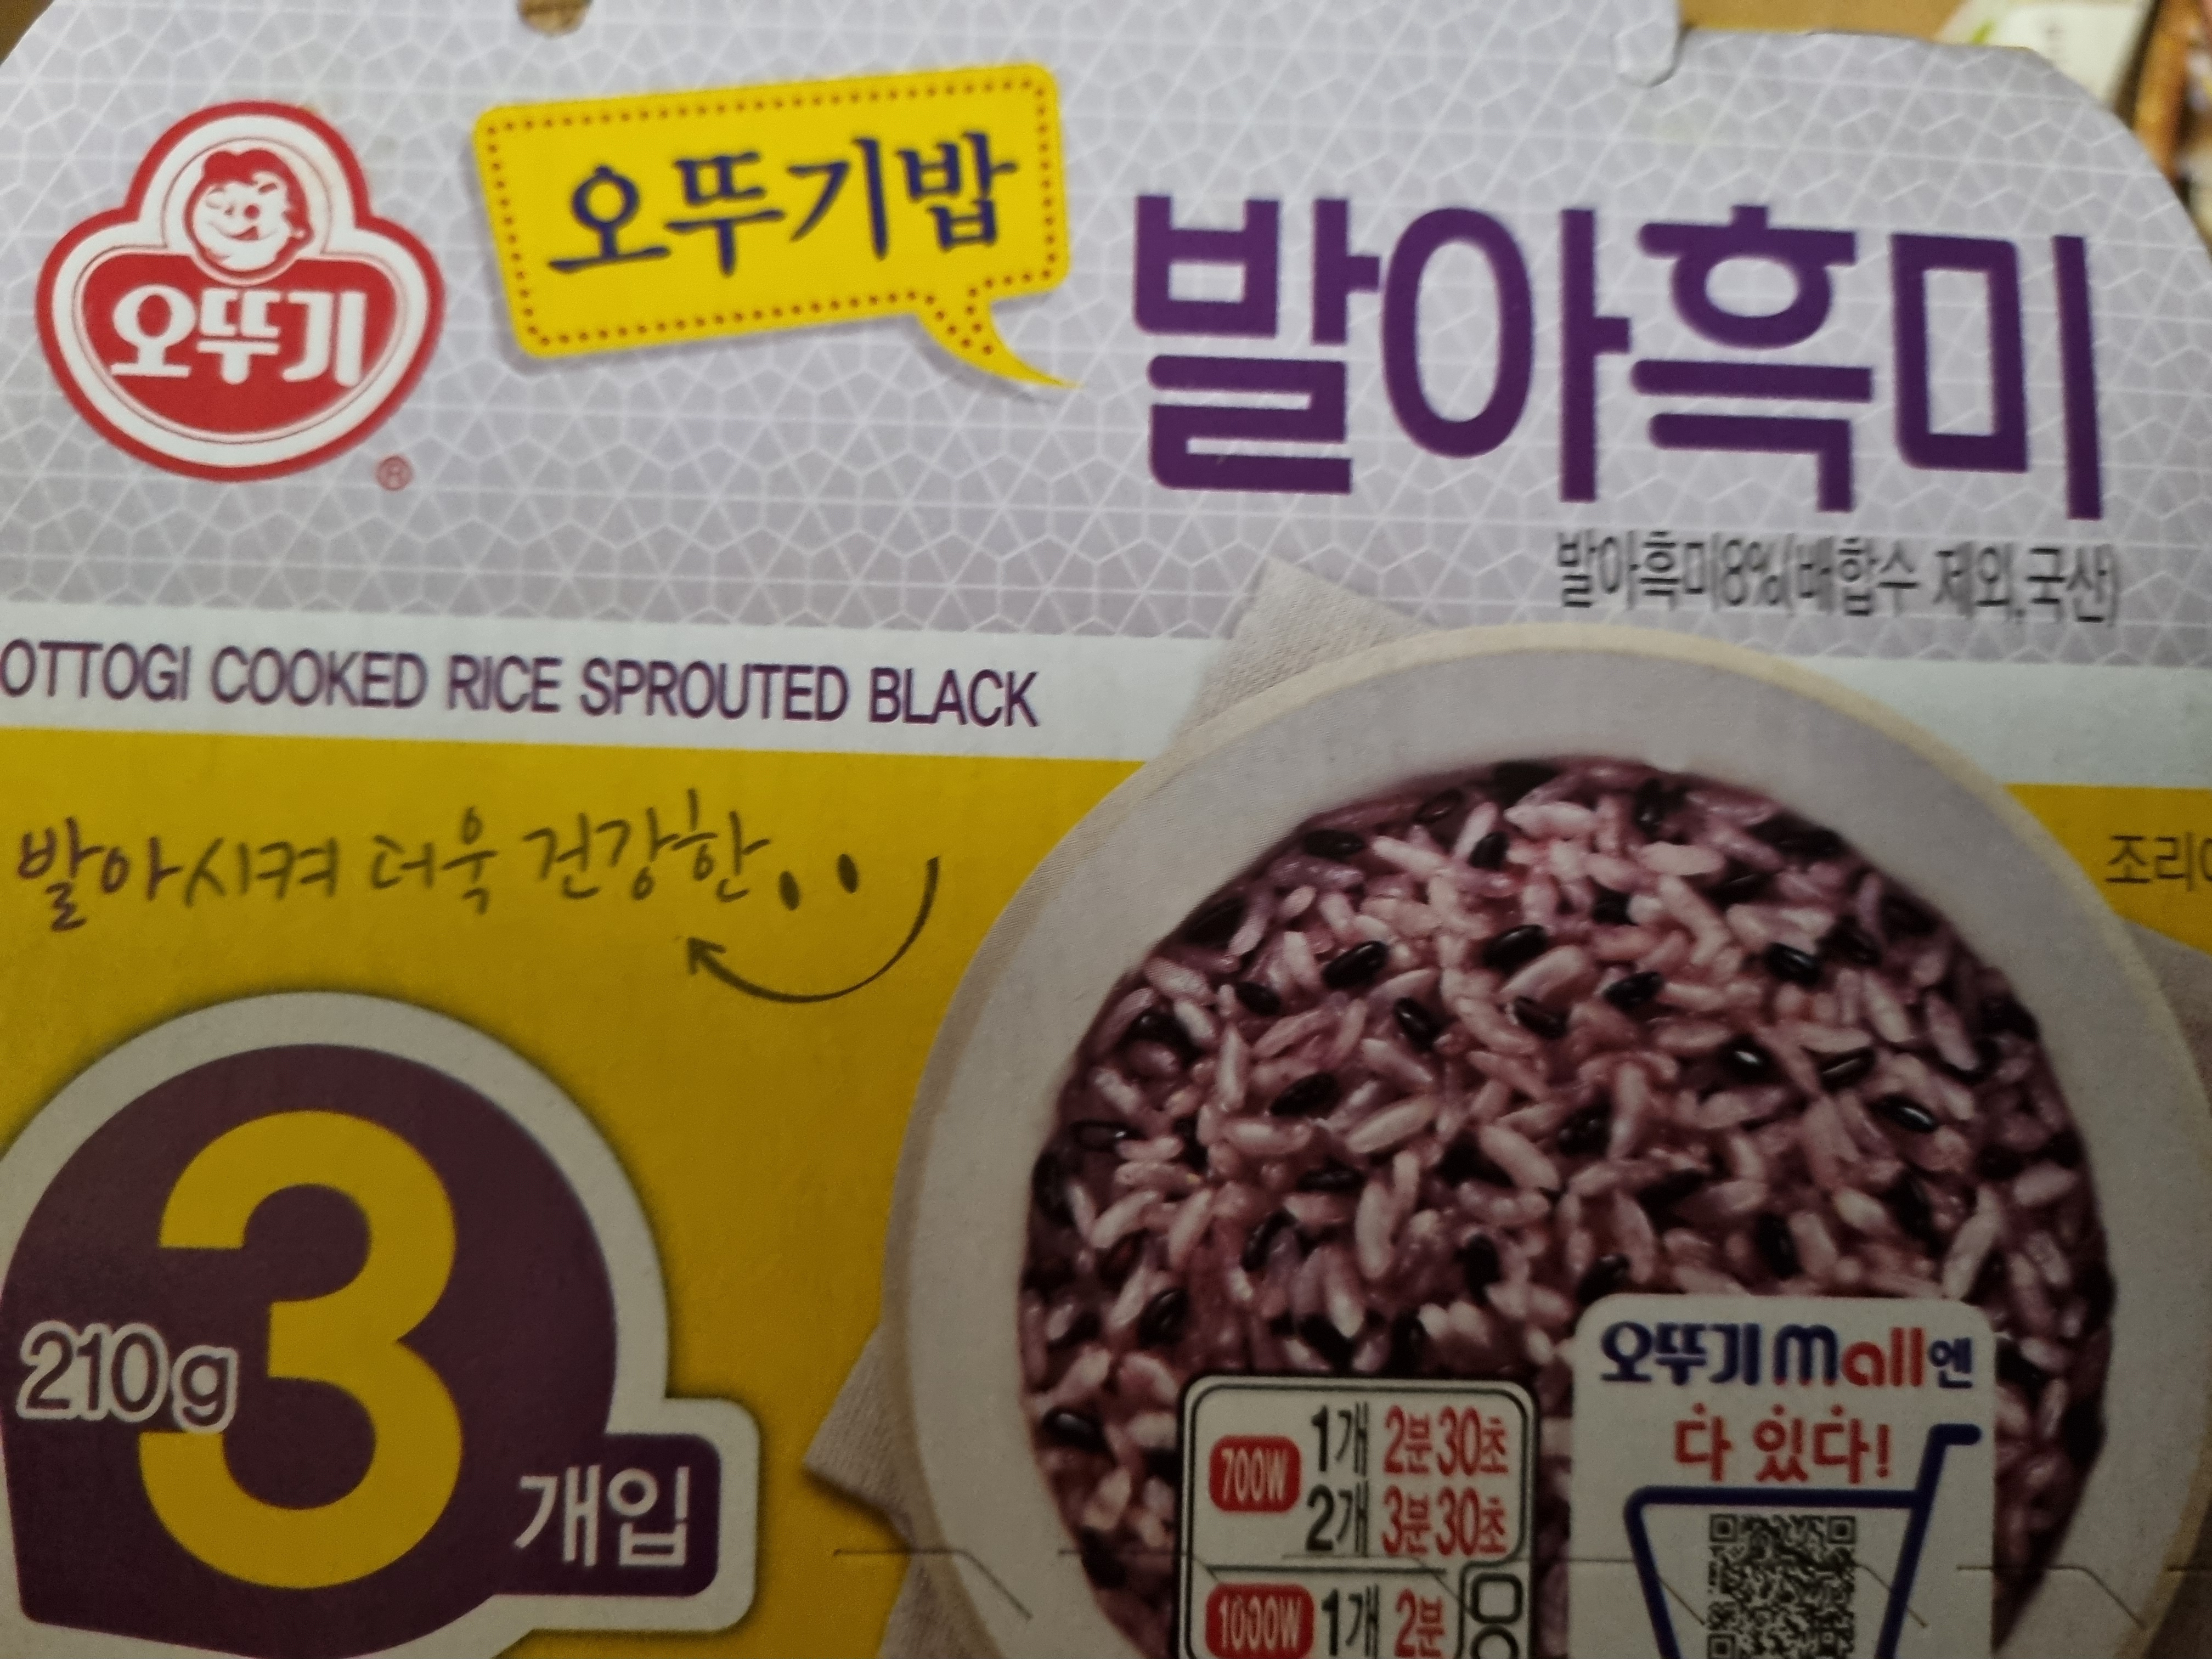 오뚜기
®
오뚜기밥
발아흑미
발아흑미8%(배합수 제외,국산)
OTTOGI COOKED RICE SPROUTED BLACK
발아시켜 더욱 건강한
조리
210g
3
개입
700W 1개 2분30초
2개 3분30초
1000W 1개 2분
오뚜기mall엔
다 있다!